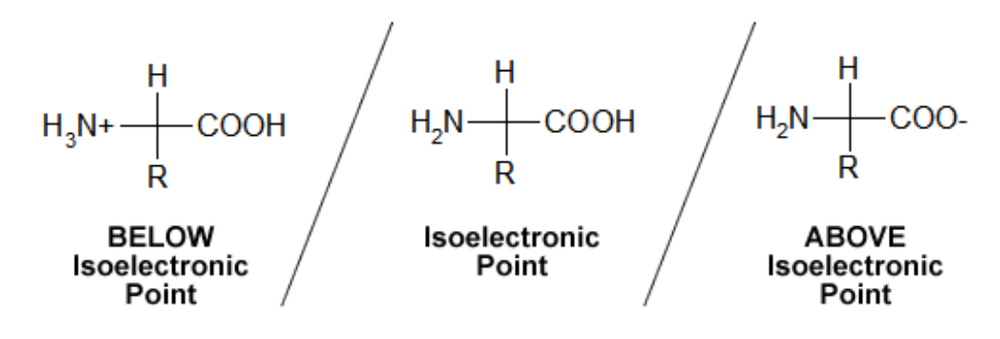 H
H₃N+ COOH
R
BELOW
Isoelectronic
Point
H
H₂N COOH
R
Isoelectronic
Point
H
H₂N COO-
R
ABOVE
Isoelectronic
Point